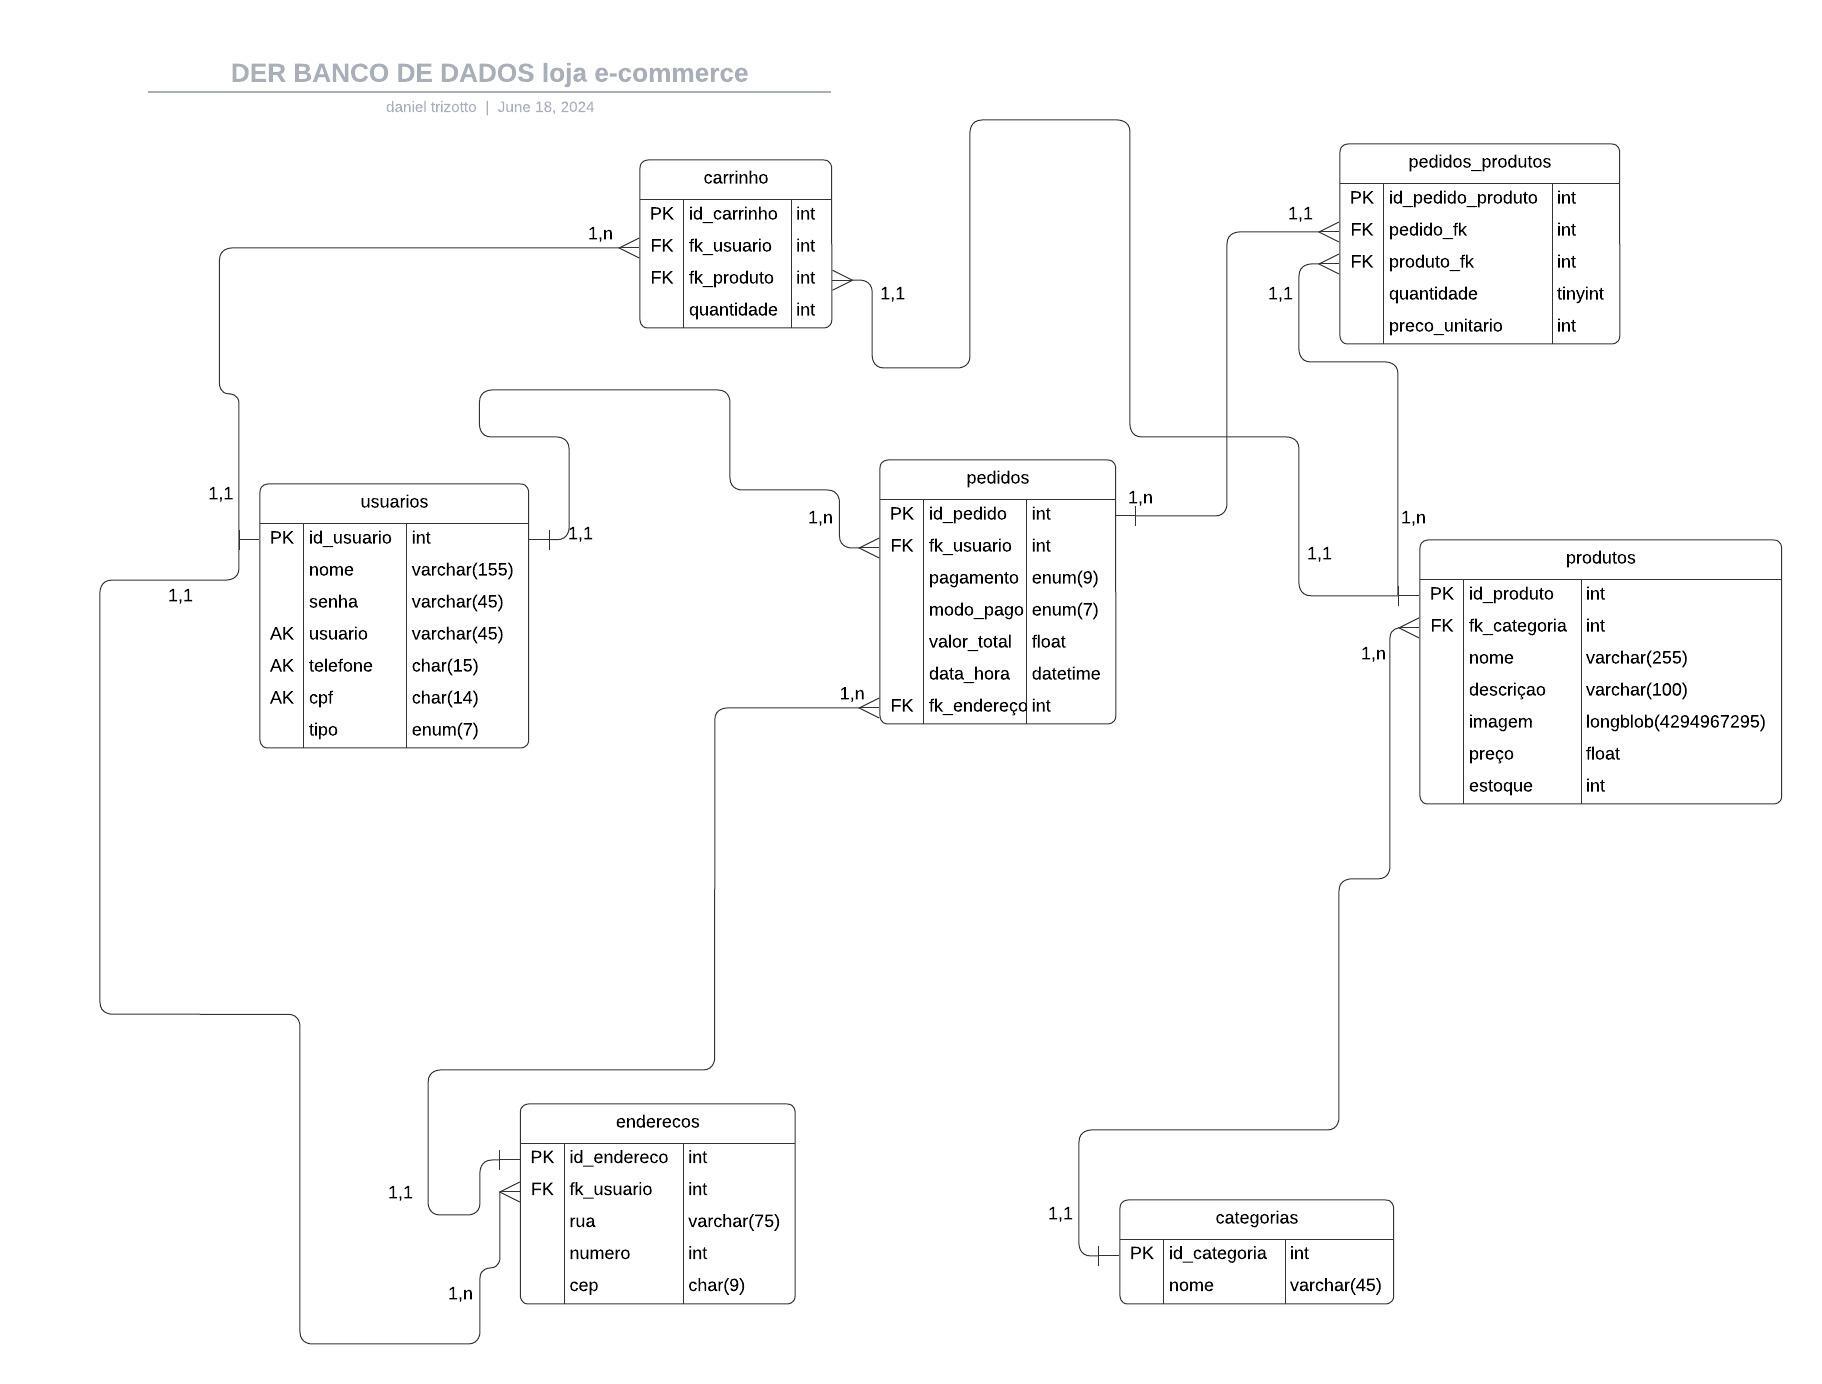 DER BANCO DE DADOS loja e-commerce
daniel trizotto | June 18, 2024
carrinho
PK id_carrinho int
FK fk_usuario int
FK fk_produto int
quantidade int
1,n
1,1
pedidos_produtos
PK id_pedido_produto int
FK pedido_fk int
FK produto_fk int
quantidade tinyint
preco_unitario int
1,1
1,1
usuarios
PK id_usuario int
nome varchar(155)
senha varchar(45)
AK usuario varchar(45)
AK telefone char(15)
AK cpf char(14)
tipo enum(7)
1,1
1,1
1,1
pedidos
PK id_pedido int
FK fk_usuario int
pagamento enum(9)
modo_pago enum(7)
valor_total float
data_hora datetime
FK fk_endereço int
1,n
1,n
1,n
produtos
PK id_produto int
FK fk_categoria int
nome varchar(255)
descriçao varchar(100)
imagem longblob(4294967295)
preço float
estoque int
1,n
1,1
1,n
enderecos
PK id_endereco int
FK fk_usuario int
rua varchar(75)
numero int
cep char(9)
1,1
1,n
categorias
PK id_categoria int
nome varchar(45)
1,1